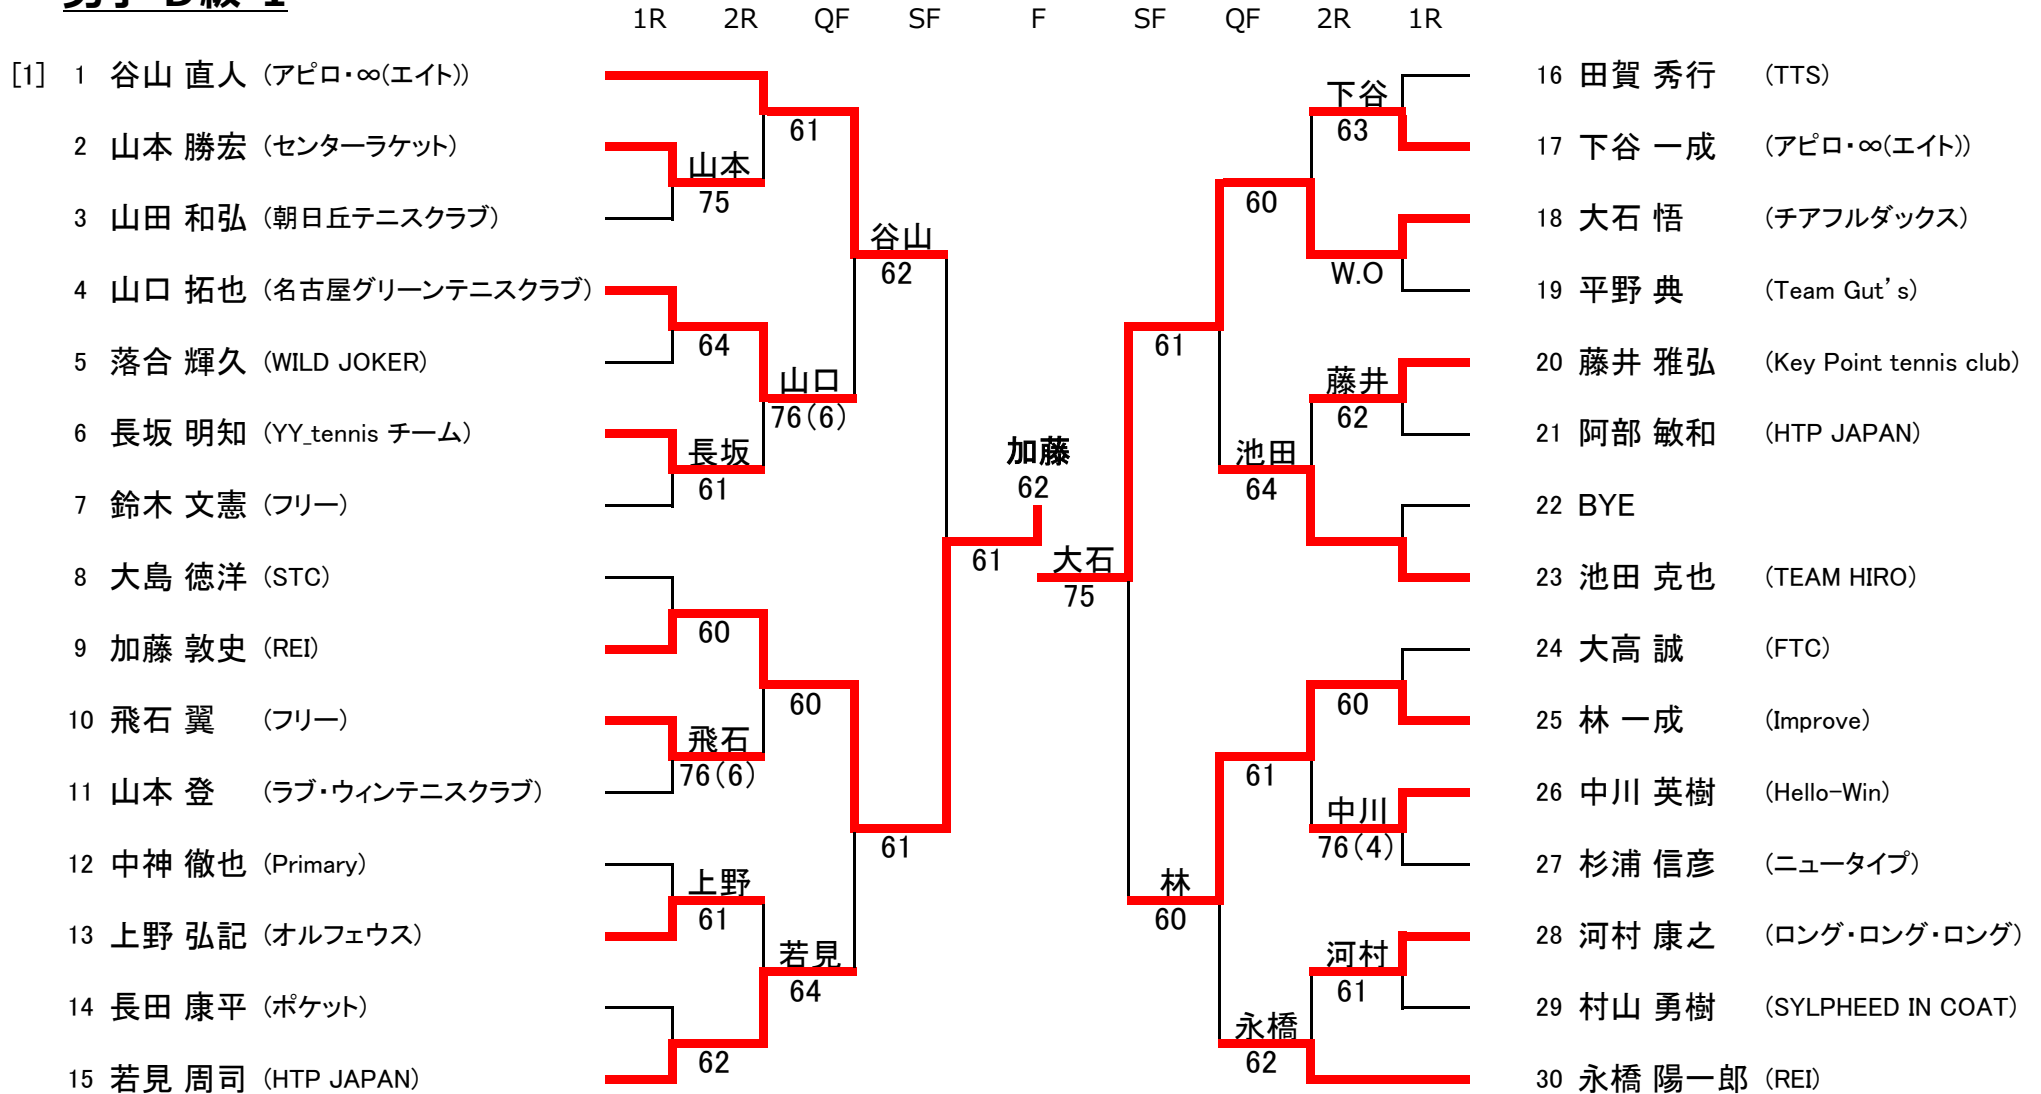 男子 D級 1
1R 2R QF SF F SF QF 2R 1R
[1] 1 谷山 直人 (アピロ・∞(エイト))
2 山本 勝宏 (センターラケット)
3 山田 和弘 (朝日丘テニスクラブ)
4 山口 拓也 (名古屋グリーンテニスクラブ)
5 落合 輝久 (WILD JOKER)
6 長坂 明知 (YY_tennis チーム)
7 鈴木 文憲 (フリー)
8 大島 徳洋 (STC)
9 加藤 敦史 (REI)
10 飛石 翼 (フリー)
11 山本 登 (ラブ・ウィンテニスクラブ)
12 中神 徹也 (Primary)
13 上野 弘記 (オルフェウス)
14 長田 康平 (ポケット)
15 若見 周司 (HTP JAPAN)
山本
75
64
長坂
61
60
飛石
76(6)
上野
61
62
61
山口
76(6)
60
若見
64
谷山
62
61
61
加藤
62
大石
75
61
林
60
60
池田
64
61
永橋
62
下谷
63
W.O
藤井
62
60
中川
76(4)
河村
61
16 田賀 秀行 (TTS)
17 下谷 一成 (アピロ・∞(エイト))
18 大石 悟 (チアフルダックス)
19 平野 典 (Team Gut's)
20 藤井 雅弘 (Key Point tennis club)
21 阿部 敏和 (HTP JAPAN)
22 BYE
23 池田 克也 (TEAM HIRO)
24 大高 誠 (FTC)
25 林 一成 (Improve)
26 中川 英樹 (Hello-Win)
27 杉浦 信彦 (ニュータイプ)
28 河村 康之 (ロング・ロング・ロング)
29 村山 勇樹 (SYLPHEED IN COAT)
30 永橋 陽一郎 (REI)